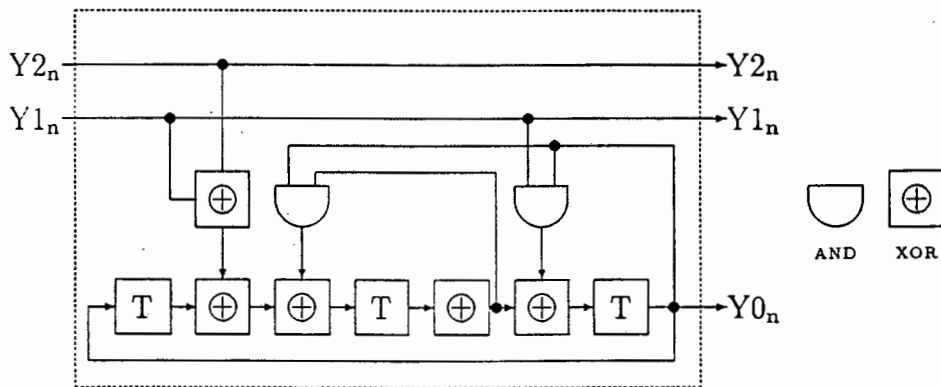 Y2ₙ Y2ₙ
Y1ₙ Y1ₙ
⊕
⊕
AND XOR
T ⊕ ⊕ T ⊕ ⊕ T Y0ₙ